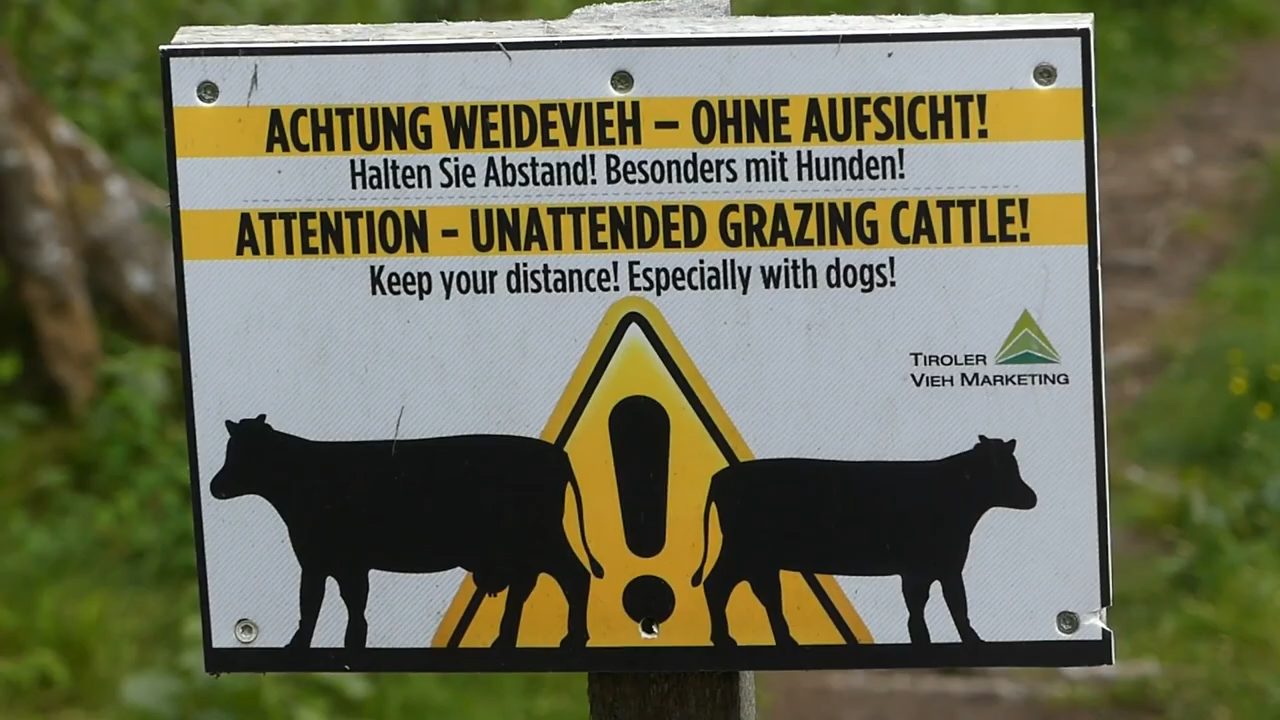 ACHTUNG WEIDEVIEH – OHNE AUFSICHT!
Halten Sie Abstand! Besonders mit Hunden!
ATTENTION – UNATTENDED GRAZING CATTLE!
Keep your distance! Especially with dogs!
TIROLER
VIEH MARKETING